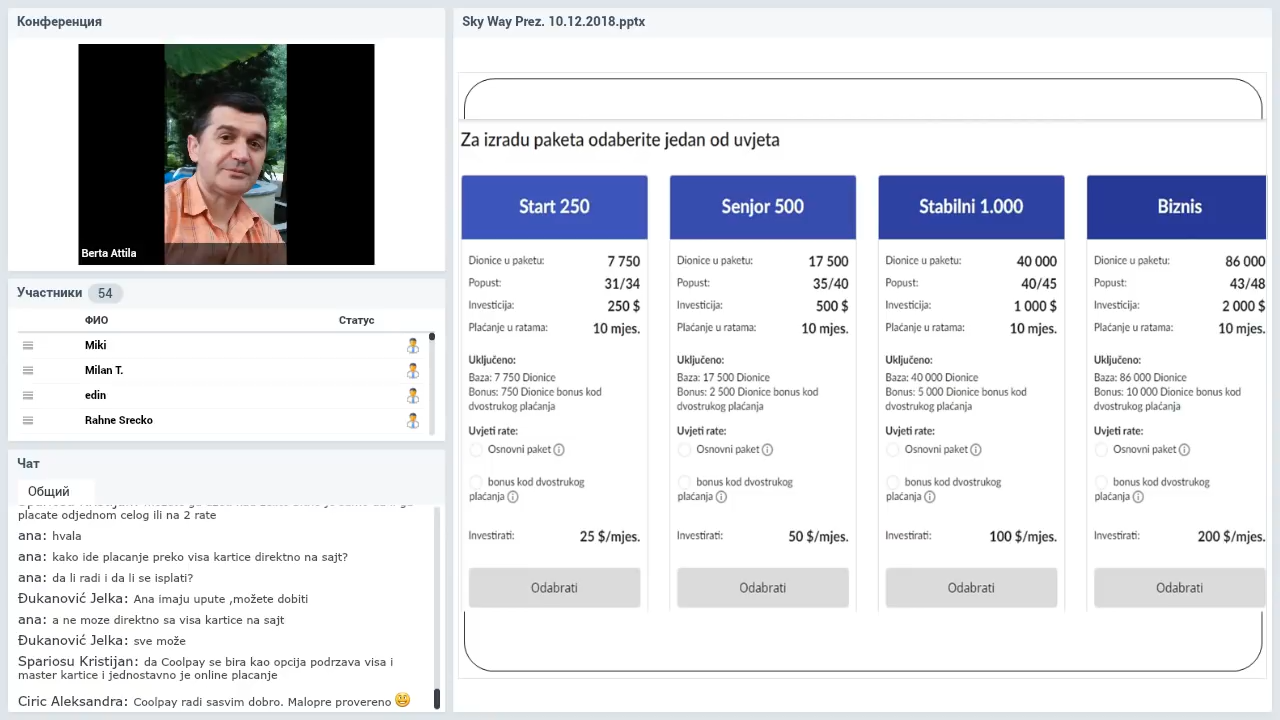 Конференция
Berta Attila
Участники 54
ФИО Статус
Miki
Milan T.
edin
Rahne Srecko
Чат
Общий
placate odjednom celog ili na 2 rate
ana: hvala
ana: kako ide placanje preko visa kartice direktno na sajt?
ana: da li radi i da li se isplati?
Đukanović Jelka: Ana imaju upute ,možete dobiti
ana: a ne moze direktno sa visa kartice na sajt
Đukanović Jelka: sve može
Spariosu Kristijan: da Coolpay se bira kao opcija podrzava visa i
master kartice i jednostavno je online placanje
Ciric Aleksandra: Coolpay radi sasvim dobro. Malopre provereno
Sky Way Prez. 10.12.2018.pptx
Za izradu paketa odaberite jedan od uvjeta
Start 250
Dionice u paketu: 7 750
Popust: 31/34
Investicija: 250 $
Plaćanje u ratama: 10 mjes.
Uključeno:
Baza: 7 750 Dionice
Bonus: 750 Dionice bonus kod
dvostrukog plaćanja
Uvjeti rate:
Osnovni paket
bonus kod dvostrukog
plaćanja
Investirati: 25 $/mjes.
Odabrati
Senjor 500
Dionice u paketu: 17 500
Popust: 35/40
Investicija: 500 $
Plaćanje u ratama: 10 mjes.
Uključeno:
Baza: 17 500 Dionice
Bonus: 2 500 Dionice bonus kod
dvostrukog plaćanja
Uvjeti rate:
Osnovni paket
bonus kod dvostrukog
plaćanja
Investirati: 50 $/mjes.
Odabrati
Stabilni 1.000
Dionice u paketu: 40 000
Popust: 40/45
Investicija: 1 000 $
Plaćanje u ratama: 10 mjes.
Uključeno:
Baza: 40 000 Dionice
Bonus: 5 000 Dionice bonus kod
dvostrukog plaćanja
Uvjeti rate:
Osnovni paket
bonus kod dvostrukog
plaćanja
Investirati: 100 $/mjes.
Odabrati
Biznis
Dionice u paketu: 86 000
Popust: 43/48
Investicija: 2 000 $
Plaćanje u ratama: 10 mjes.
Uključeno:
Baza: 86 000 Dionice
Bonus: 10 000 Dionice bonus kod
dvostrukog plaćanja
Uvjeti rate:
Osnovni paket
bonus kod dvostrukog
plaćanja
Investirati: 200 $/mjes.
Odabrati